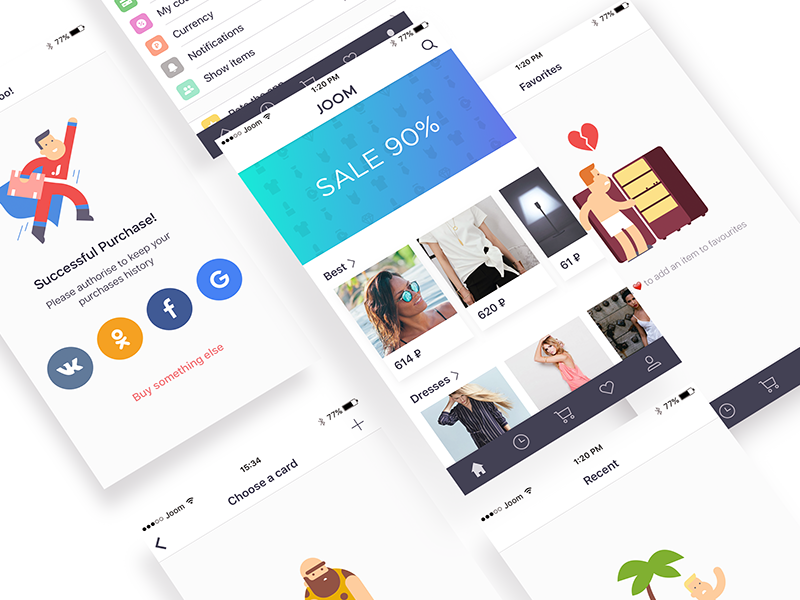 77%
oo!
Successful Purchase!
Please authorise to keep your
purchases history
Buy something else
My cou
Currency
Notifications
Show items
Rate the app
Joom
1:20 PM
77%
JOOM
SALE 90%
Best
614 ₽
620 ₽
61 ₽
Dresses
1:20 PM
77%
Favorites
to add an item to favourites
Joom
15:34
77%
Choose a card
Joom
1:20 PM
77%
Recent